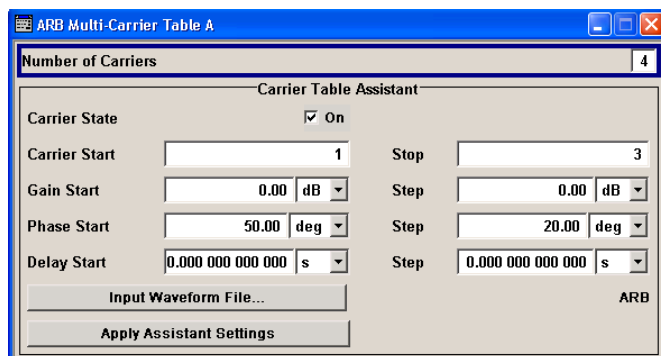 ARB Multi-Carrier Table A
Number of Carriers 4
Carrier Table Assistant
Carrier State On
Carrier Start 1 Stop 3
Gain Start 0.00 dB Step 0.00 dB
Phase Start 50.00 deg Step 20.00 deg
Delay Start 0.000 000 000 000 s Step 0.000 000 000 000 s
Input Waveform File... ARB
Apply Assistant Settings